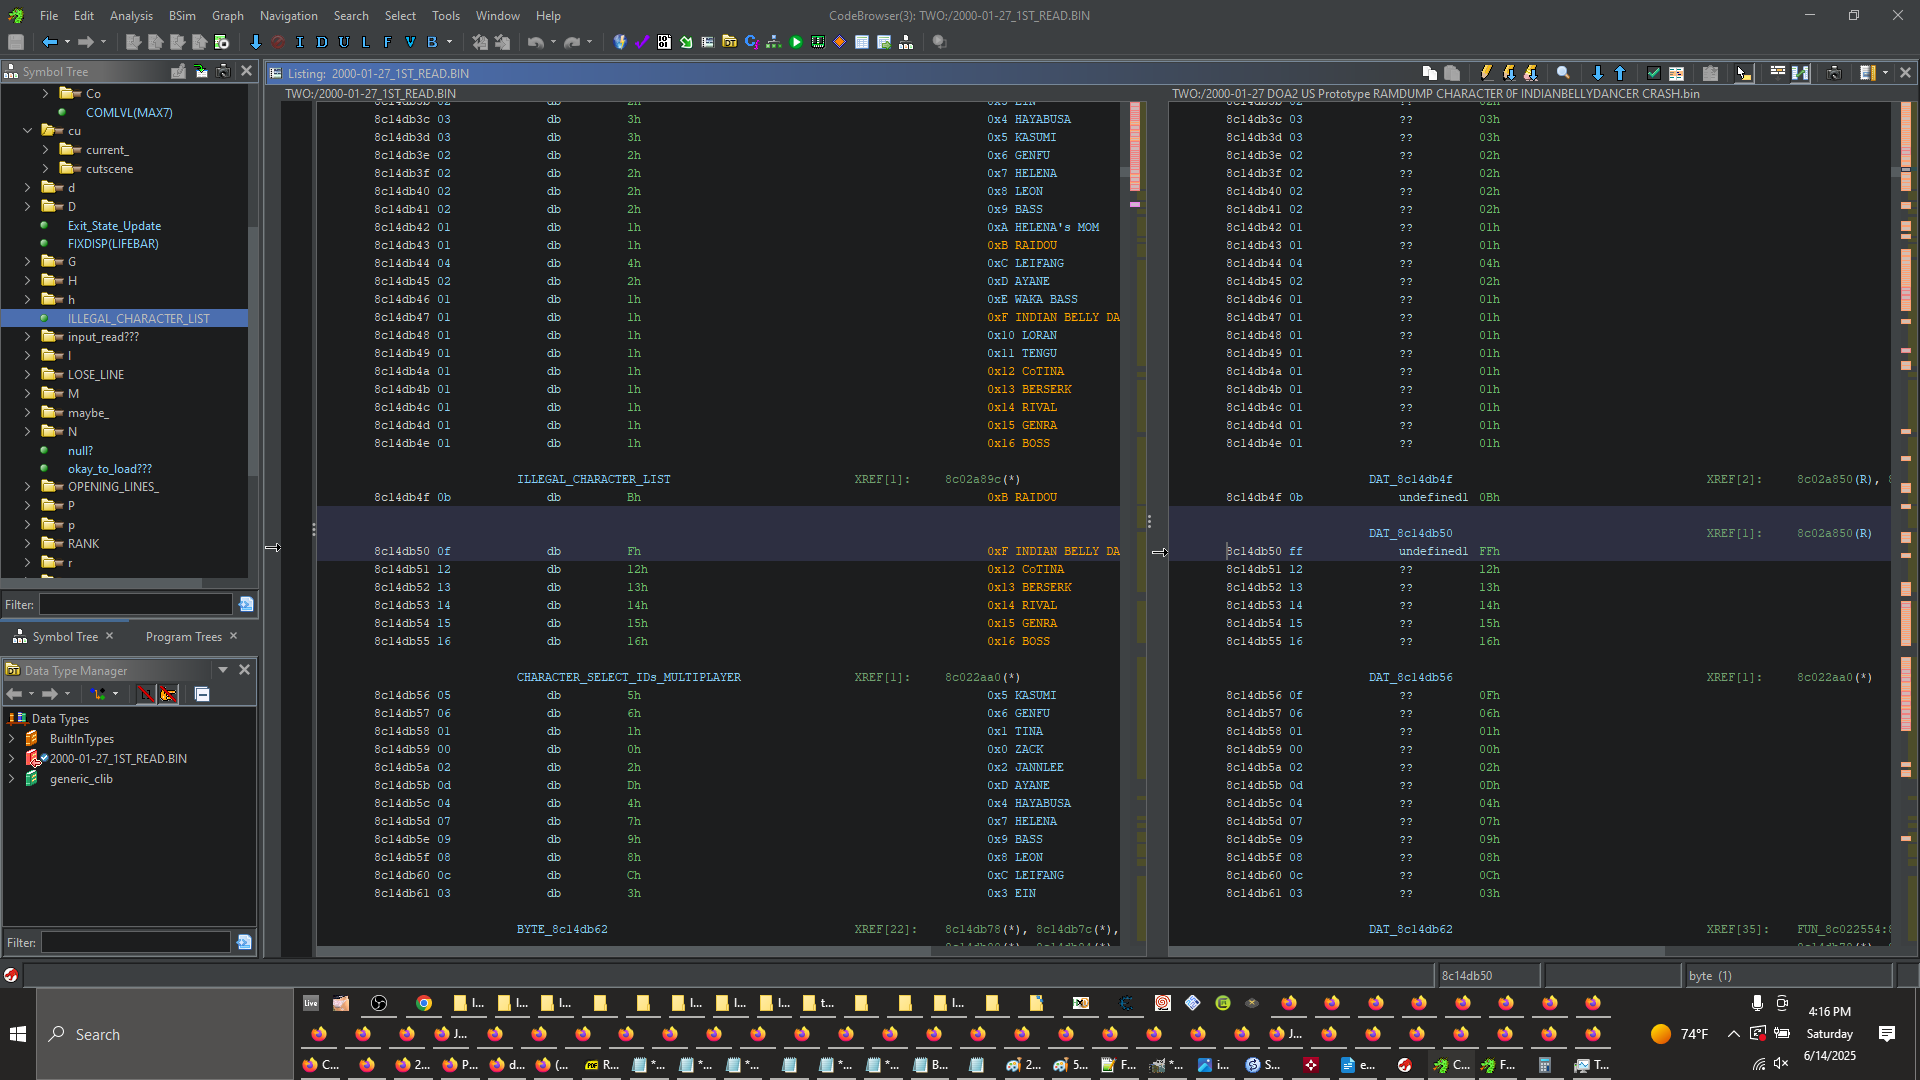 File Edit Analysis BSim Graph Navigation Search Select Tools Window Help
CodeBrowser(3): TWO:/2000-01-27_1ST_READ.BIN
I D U L F V B
Symbol Tree
Co
COMLVL(MAX7)
cu
current_
cutscene
d
D
Exit_State_Update
FIXDISP(LIFEBAR)
G
H
h
ILLEGAL_CHARACTER_LIST
input_read???
l
LOSE_LINE
M
maybe_
N
null?
okay_to_load???
OPENING_LINES_
P
p
RANK
r
Filter:
Symbol Tree
Program Trees
Data Type Manager
Data Types
BuiltInTypes
2000-01-27_1ST_READ.BIN
generic_clib
Filter:
Listing: 2000-01-27_1ST_READ.BIN
TWO:/2000-01-27_1ST_READ.BIN
8c14db3b 02 db 2h 0x3 EIN
8c14db3c 03 db 3h 0x4 HAYABUSA
8c14db3d 03 db 3h 0x5 KASUMI
8c14db3e 02 db 2h 0x6 GENFU
8c14db3f 02 db 2h 0x7 HELENA
8c14db40 02 db 2h 0x8 LEON
8c14db41 02 db 2h 0x9 BASS
8c14db42 01 db 1h 0xA HELENA's MOM
8c14db43 01 db 1h 0xB RAIDOU
8c14db44 04 db 4h 0xC LEIFANG
8c14db45 02 db 2h 0xD AYANE
8c14db46 01 db 1h 0xE WAKA BASS
8c14db47 01 db 1h 0xF INDIAN BELLY DA
8c14db48 01 db 1h 0x10 LORAN
8c14db49 01 db 1h 0x11 TENGU
8c14db4a 01 db 1h 0x12 CoTINA
8c14db4b 01 db 1h 0x13 BERSERK
8c14db4c 01 db 1h 0x14 RIVAL
8c14db4d 01 db 1h 0x15 GENRA
8c14db4e 01 db 1h 0x16 BOSS
ILLEGAL_CHARACTER_LIST XREF[1]: 8c02a89c(*)
8c14db4f 0b db Bh 0xB RAIDOU
8c14db50 0f db Fh 0xF INDIAN BELLY DA
8c14db51 12 db 12h 0x12 CoTINA
8c14db52 13 db 13h 0x13 BERSERK
8c14db53 14 db 14h 0x14 RIVAL
8c14db54 15 db 15h 0x15 GENRA
8c14db55 16 db 16h 0x16 BOSS
CHARACTER_SELECT_IDs_MULTIPLAYER XREF[1]: 8c022aa0(*)
8c14db56 05 db 5h 0x5 KASUMI
8c14db57 06 db 6h 0x6 GENFU
8c14db58 01 db 1h 0x1 TINA
8c14db59 00 db 0h 0x0 ZACK
8c14db5a 02 db 2h 0x2 JANNLEE
8c14db5b 0d db Dh 0xD AYANE
8c14db5c 04 db 4h 0x4 HAYABUSA
8c14db5d 07 db 7h 0x7 HELENA
8c14db5e 09 db 9h 0x9 BASS
8c14db5f 08 db 8h 0x8 LEON
8c14db60 0c db Ch 0xC LEIFANG
8c14db61 03 db 3h 0x3 EIN
BYTE_8c14db62 XREF[22]: 8c14db78(*), 8c14db7c(*),
TWO:/2000-01-27 DOA2 US Prototype RAMDUMP CHARACTER 0F INDIANBELLYDANCER CRASH.bin
8c14db3b 02 ?? 02h
8c14db3c 03 ?? 03h
8c14db3d 03 ?? 03h
8c14db3e 02 ?? 02h
8c14db3f 02 ?? 02h
8c14db40 02 ?? 02h
8c14db41 02 ?? 02h
8c14db42 01 ?? 01h
8c14db43 01 ?? 01h
8c14db44 04 ?? 04h
8c14db45 02 ?? 02h
8c14db46 01 ?? 01h
8c14db47 01 ?? 01h
8c14db48 01 ?? 01h
8c14db49 01 ?? 01h
8c14db4a 01 ?? 01h
8c14db4b 01 ?? 01h
8c14db4c 01 ?? 01h
8c14db4d 01 ?? 01h
8c14db4e 01 ?? 01h
DAT_8c14db4f XREF[2]: 8c02a850(R),
8c14db4f 0b undefined1 0Bh
DAT_8c14db50 XREF[1]: 8c02a850(R)
8c14db50 ff undefined1 FFh
8c14db51 12 ?? 12h
8c14db52 13 ?? 13h
8c14db53 14 ?? 14h
8c14db54 15 ?? 15h
8c14db55 16 ?? 16h
DAT_8c14db56 XREF[1]: 8c022aa0(*)
8c14db56 0f ?? 0Fh
8c14db57 06 ?? 06h
8c14db58 01 ?? 01h
8c14db59 00 ?? 00h
8c14db5a 02 ?? 02h
8c14db5b 0d ?? 0Dh
8c14db5c 04 ?? 04h
8c14db5d 07 ?? 07h
8c14db5e 09 ?? 09h
8c14db5f 08 ?? 08h
8c14db60 0c ?? 0Ch
8c14db61 03 ?? 03h
DAT_8c14db62 XREF[35]: FUN_8c022554:
8c14db50
byte (1)
Search
74°F
4:16 PM
Saturday
6/14/2025